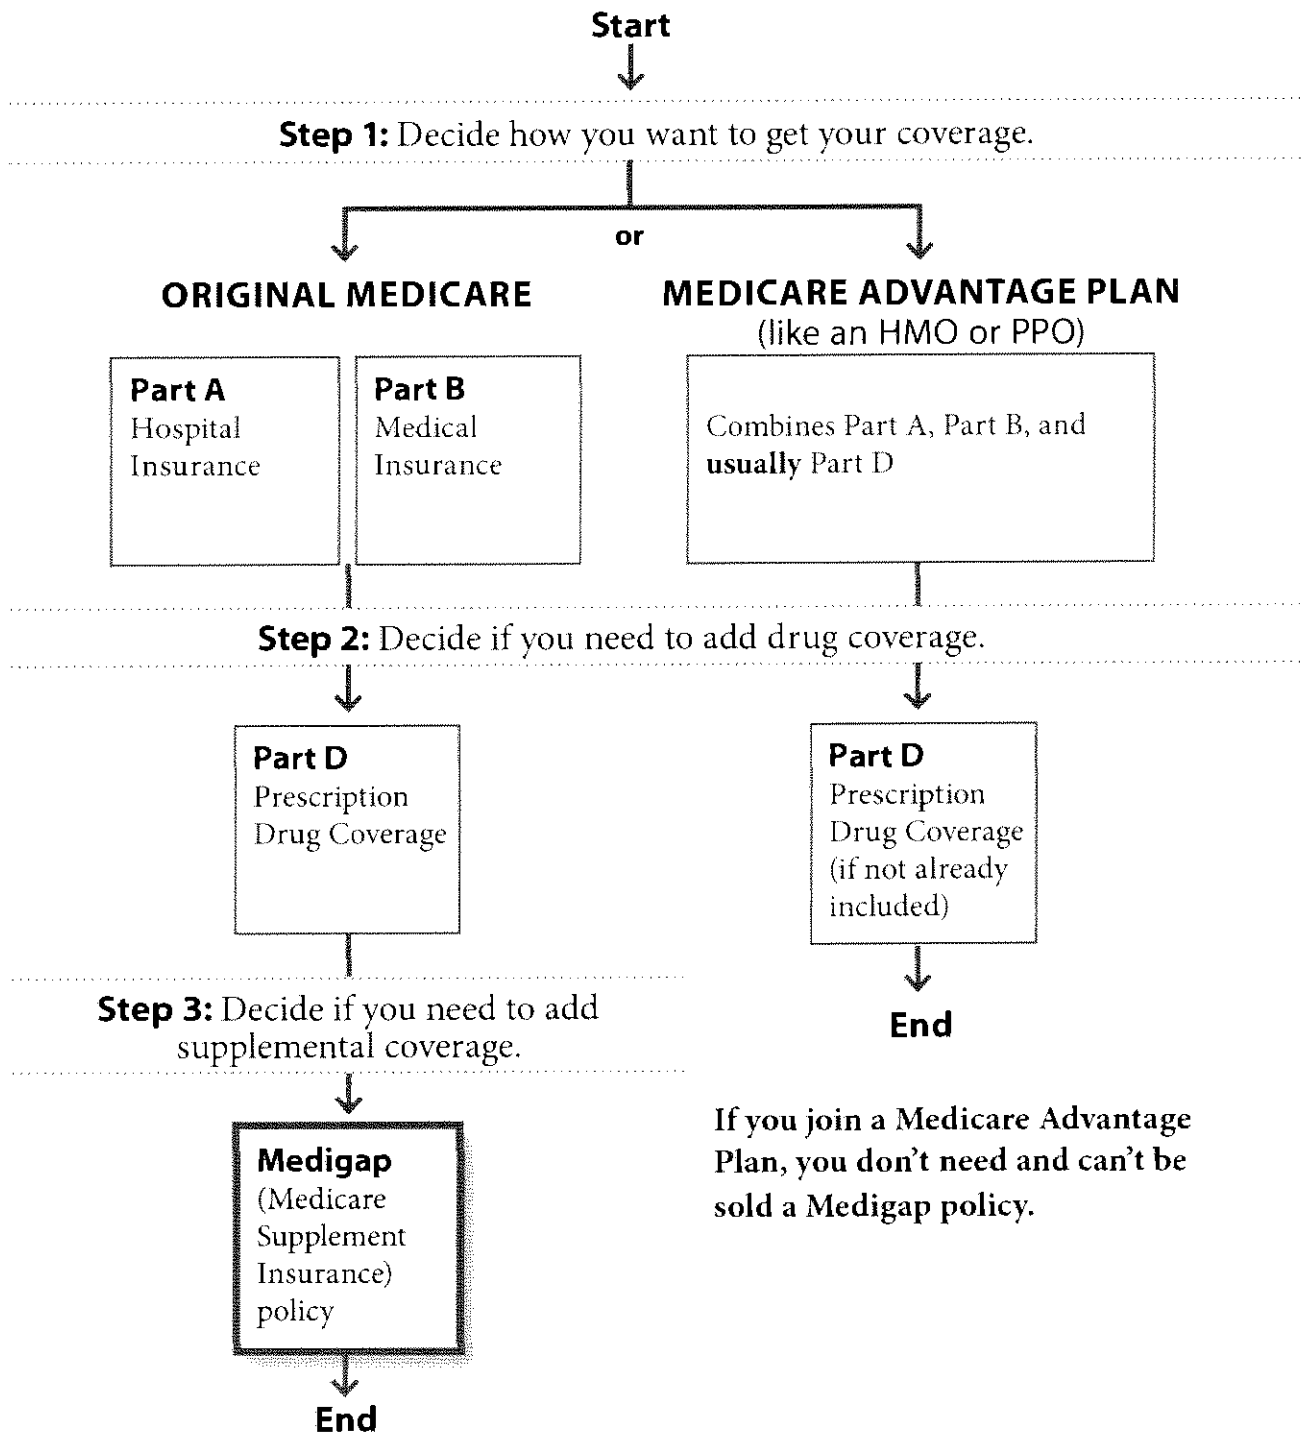 Start
Step 1: Decide how you want to get your coverage.
or
ORIGINAL MEDICARE
Part A
Hospital
Insurance
Part B
Medical
Insurance
MEDICARE ADVANTAGE PLAN
(like an HMO or PPO)
Combines Part A, Part B, and
usually Part D
Step 2: Decide if you need to add drug coverage.
Part D
Prescription
Drug Coverage
Part D
Prescription
Drug Coverage
(if not already
included)
End
Step 3: Decide if you need to add
supplemental coverage.
Medigap
(Medicare
Supplement
Insurance)
policy
End
If you join a Medicare Advantage
Plan, you don't need and can't be
sold a Medigap policy.